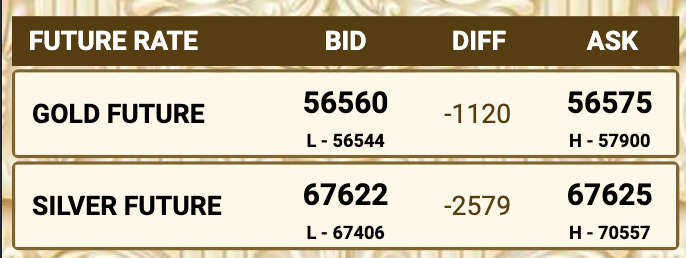 FUTURE RATE BID DIFF ASK
GOLD FUTURE 56560 -1120 56575
L - 56544 H - 57900
SILVER FUTURE 67622 -2579 67625
L - 67406 H - 70557